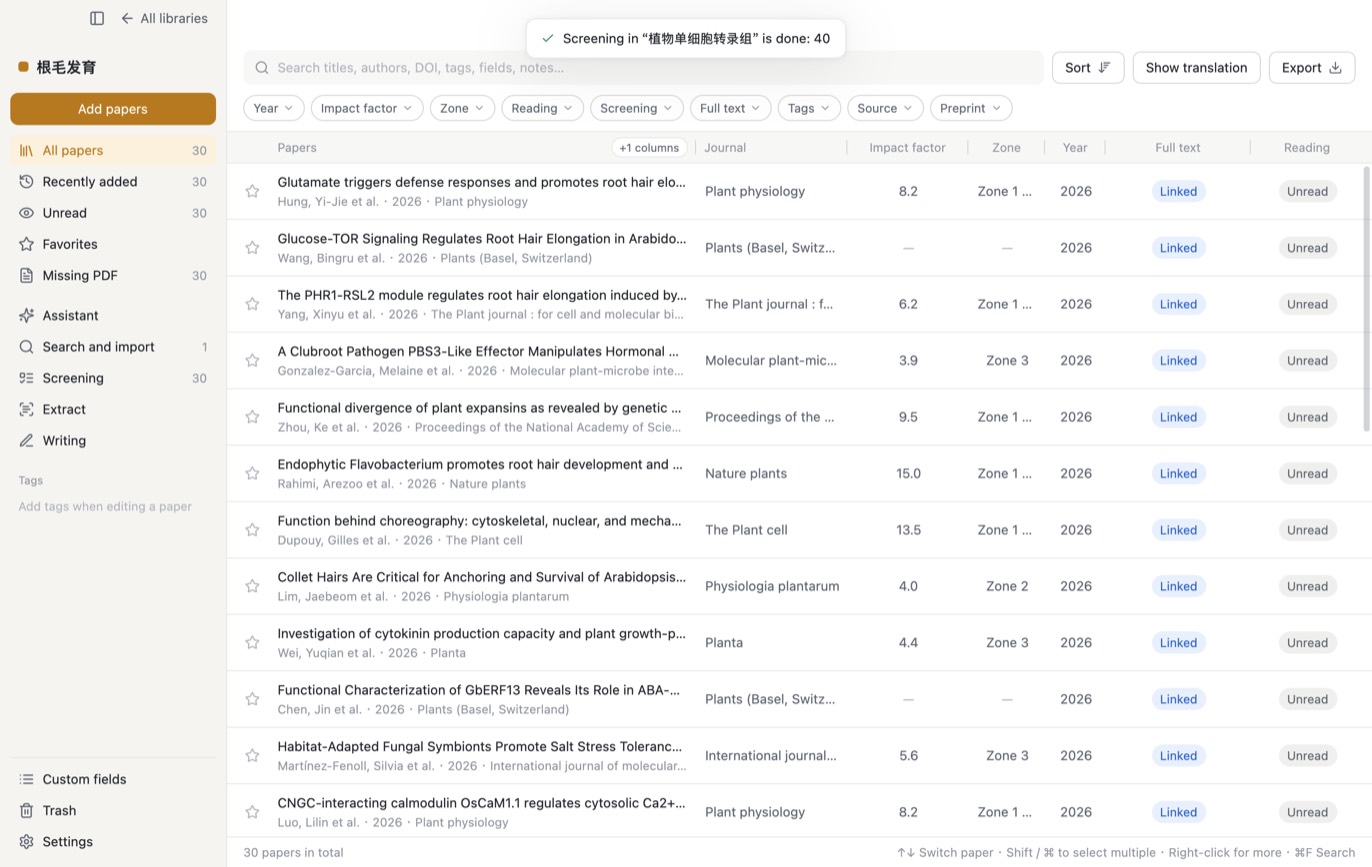 All libraries
Screening in “植物单细胞转录组” is done: 40
根毛发育
Search titles, authors, DOI, tags, fields, notes...
Sort
Show translation
Export
Add papers
Year
Impact factor
Zone
Reading
Screening
Full text
Tags
Source
Preprint
All papers 30
Recently added 30
Unread 30
Favorites
Missing PDF 30
Assistant
Search and import 1
Screening 30
Extract
Writing
Tags
Add tags when editing a paper
Custom fields
Trash
Settings
Papers +1 columns Journal Impact factor Zone Year Full text Reading
Glutamate triggers defense responses and promotes root hair elo...
Hung, Yi-Jie et al. · 2026 · Plant physiology
Plant physiology 8.2 Zone 1 ... 2026 Linked Unread
Glucose-TOR Signaling Regulates Root Hair Elongation in Arabido...
Wang, Bingru et al. · 2026 · Plants (Basel, Switzerland)
Plants (Basel, Switz... — — 2026 Linked Unread
The PHR1-RSL2 module regulates root hair elongation induced by...
Yang, Xinyu et al. · 2026 · The Plant journal : for cell and molecular bi...
The Plant journal : f... 6.2 Zone 1 ... 2026 Linked Unread
A Clubroot Pathogen PBS3-Like Effector Manipulates Hormonal ...
Gonzalez-Garcia, Melaine et al. · 2026 · Molecular plant-microbe inte...
Molecular plant-mic... 3.9 Zone 3 2026 Linked Unread
Functional divergence of plant expansins as revealed by genetic ...
Zhou, Ke et al. · 2026 · Proceedings of the National Academy of Scie...
Proceedings of the ... 9.5 Zone 1 ... 2026 Linked Unread
Endophytic Flavobacterium promotes root hair development and ...
Rahimi, Arezoo et al. · 2026 · Nature plants
Nature plants 15.0 Zone 1 ... 2026 Linked Unread
Function behind choreography: cytoskeletal, nuclear, and mecha...
Dupouy, Gilles et al. · 2026 · The Plant cell
The Plant cell 13.5 Zone 1 ... 2026 Linked Unread
Collet Hairs Are Critical for Anchoring and Survival of Arabidopsis...
Lim, Jaebeom et al. · 2026 · Physiologia plantarum
Physiologia plantarum 4.0 Zone 2 2026 Linked Unread
Investigation of cytokinin production capacity and plant growth-p...
Wei, Yuqian et al. · 2026 · Planta
Planta 4.4 Zone 3 2026 Linked Unread
Functional Characterization of GbERF13 Reveals Its Role in ABA-...
Chen, Jin et al. · 2026 · Plants (Basel, Switzerland)
Plants (Basel, Switz... — — 2026 Linked Unread
Habitat-Adapted Fungal Symbionts Promote Salt Stress Toleranc...
Martínez-Fenoll, Silvia et al. · 2026 · International journal of molecular...
International journal... 5.6 Zone 3 2026 Linked Unread
CNGC-interacting calmodulin OsCaM1.1 regulates cytosolic Ca2+...
Luo, Lilin et al. · 2026 · Plant physiology
Plant physiology 8.2 Zone 1 ... 2026 Linked Unread
30 papers in total
↑↓ Switch paper · Shift / ⌘ to select multiple · Right-click for more · ⌘F Search